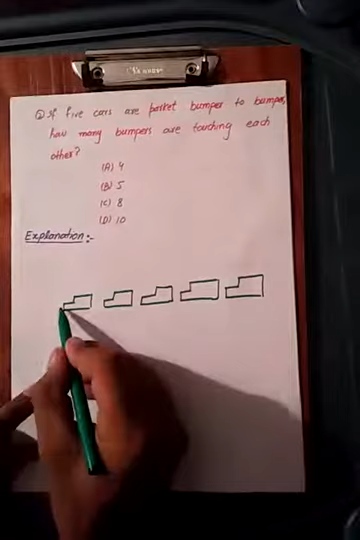 Q) If five cars are parket bumper to bumper,
how many bumpers are touching each
other?
(A) 4
(B) 5
(C) 8
(D) 10
Explanation:-